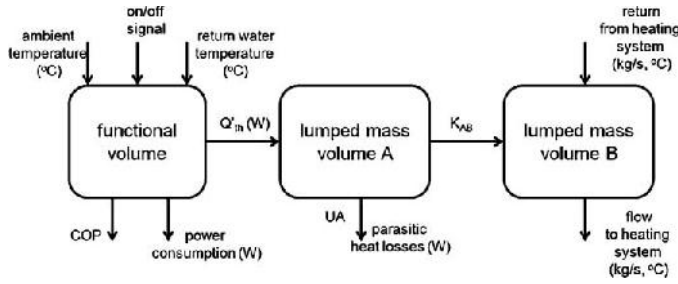 ambient
temperature
(ºC)
on/off
signal
return water
temperature
(ºC)
return
from heating
system
(kg/s, ºC)
functional
volume
Q'th (W)
lumped mass
volume A
KAB
lumped mass
volume B
COP
power
consumption (W)
UA
parasitic
heat losses (W)
flow
to heating
system
(kg/s, ºC)